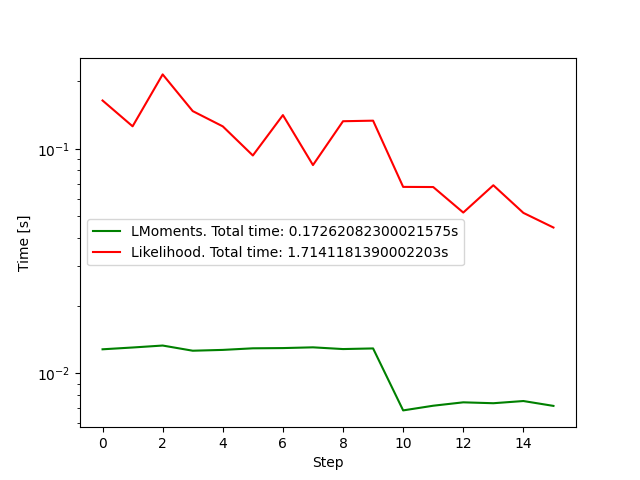 Time [s]
10⁻¹
10⁻²
LMoments. Total time: 0.17262082300021575s
Likelihood. Total time: 1.7141181390002203s
0 2 4 6 8 10 12 14
Step